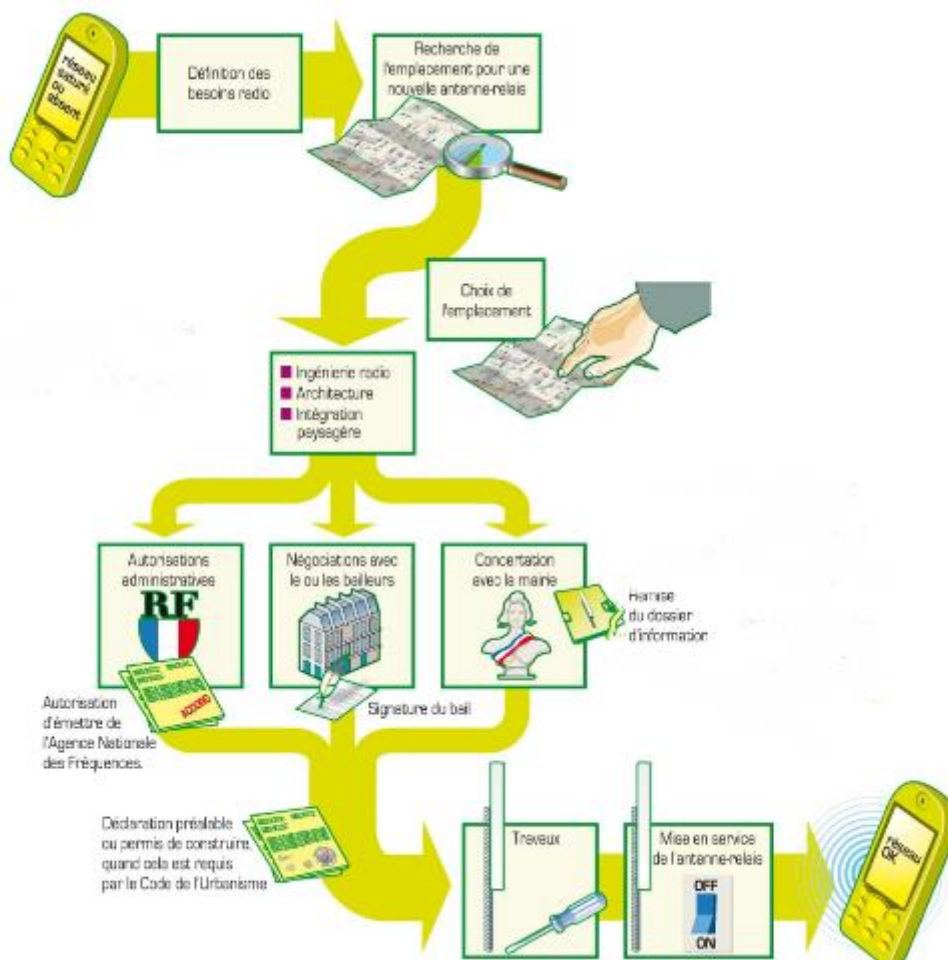 réseau
saturé
ou
absent
Définition des
besoins radio
Recherche de
l'emplacement pour une
nouvelle antenne-relais
Choix de
l'emplacement
Ingénierie radio
Architecture
Intégration
paysagère
Autorisations
administratives
RF
Négociations avec
le ou les bailleurs
Concertation
avec la mairie
Remise
du dossier
d'information
ACCORD
Autorisation
d'émettre de
l'Agence Nationale
des Fréquences.
Signature du bail
Déclaration préalable
ou permis de construire,
quand cela est requis
par le Code de l'Urbanisme
Travaux
Mise en service
de l'antenne-relais
OFF
ON
réseau
OK